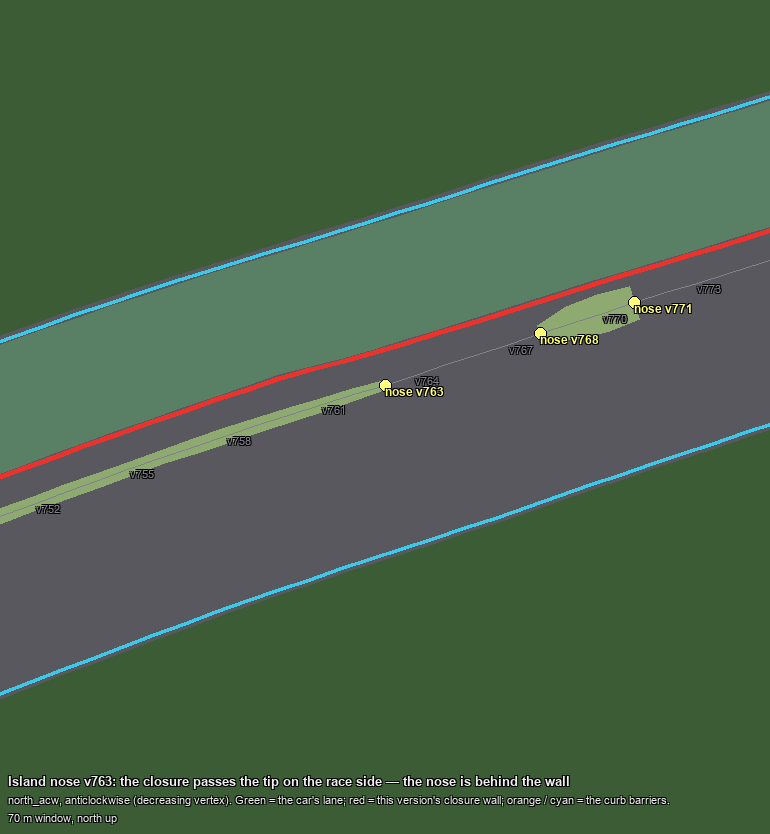 v773
nose v771
v770
nose v768
v767
v764
nose v763
v761
v758
v755
v752
Island nose v763: the closure passes the tip on the race side — the nose is behind the wall
north_acw, anticlockwise (decreasing vertex). Green = the car's lane; red = this version's closure wall; orange / cyan = the curb barriers.
70 m window, north up